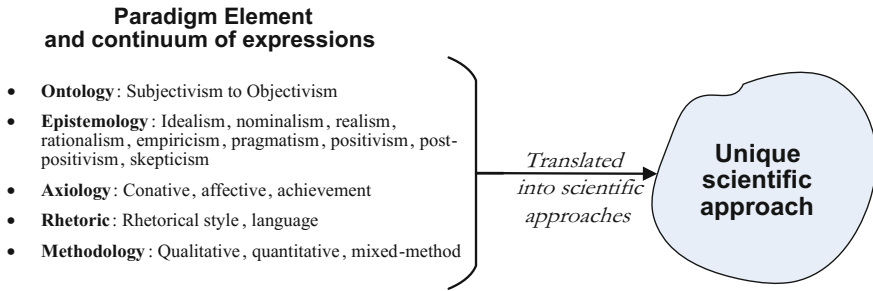 Paradigm Element
and continuum of expressions
• Ontology: Subjectivism to Objectivism
• Epistemology: Idealism, nominalism, realism,
rationalism, empiricism, pragmatism, positivism, post-
positivism, skepticism
• Axiology: Conative, affective, achievement
• Rhetoric: Rhetorical style, language
• Methodology: Qualitative, quantitative, mixed-method
Translated
into scientific
approaches
Unique
scientific
approach